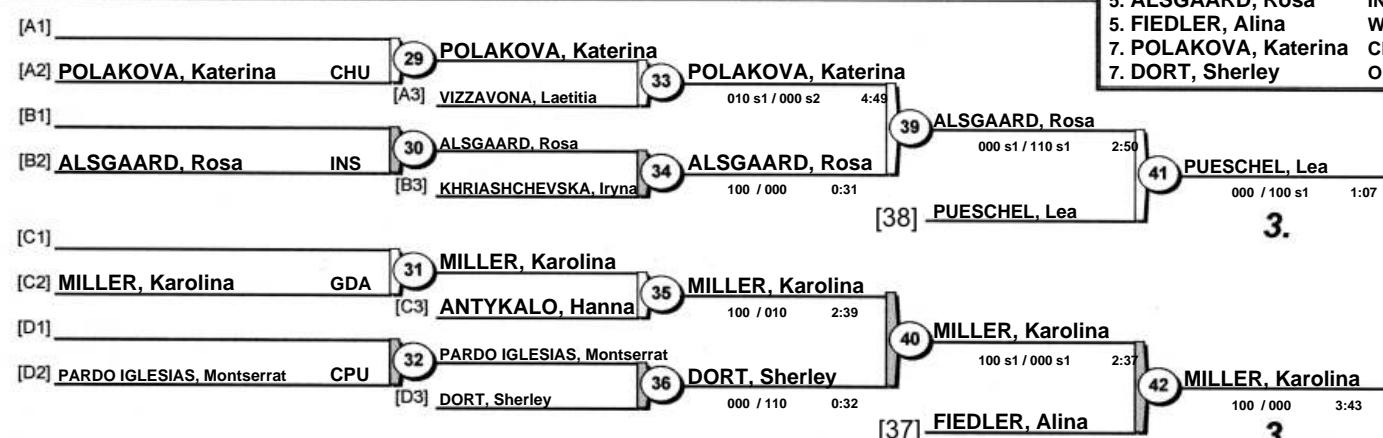 5. ALSGAARD, Rosa IN
5. FIEDLER, Alina W
7. POLAKOVA, Katerina
7. DORT, Sherley
[A1]
[A2] POLAKOVA, Katerina CHU
29 POLAKOVA, Katerina
[A3] VIZZAVONA, Laetitia
33 POLAKOVA, Katerina
010 s1 / 000 s2 4:49
[B1]
[B2] ALSGAARD, Rosa INS
30 ALSGAARD, Rosa
[B3] KHRIASHCHEVSKA, Iryna
34 ALSGAARD, Rosa
100 / 000 0:31
39 ALSGAARD, Rosa
000 s1 / 110 s1 2:50
[38] PUESCHEL, Lea
41 PUESCHEL, Lea
000 / 100 s1 1:07
3.
[C1]
[C2] MILLER, Karolina GDA
31 MILLER, Karolina
[C3] ANTYKALO, Hanna
35 MILLER, Karolina
100 / 010 2:39
[D1]
[D2] PARDO IGLESIAS, Montserrat CPU
32 PARDO IGLESIAS, Montserrat
[D3] DORT, Sherley
36 DORT, Sherley
000 / 110 0:32
40 MILLER, Karolina
100 s1 / 000 s1 2:37
[37] FIEDLER, Alina
42 MILLER, Karolina
100 / 000 3:43
3